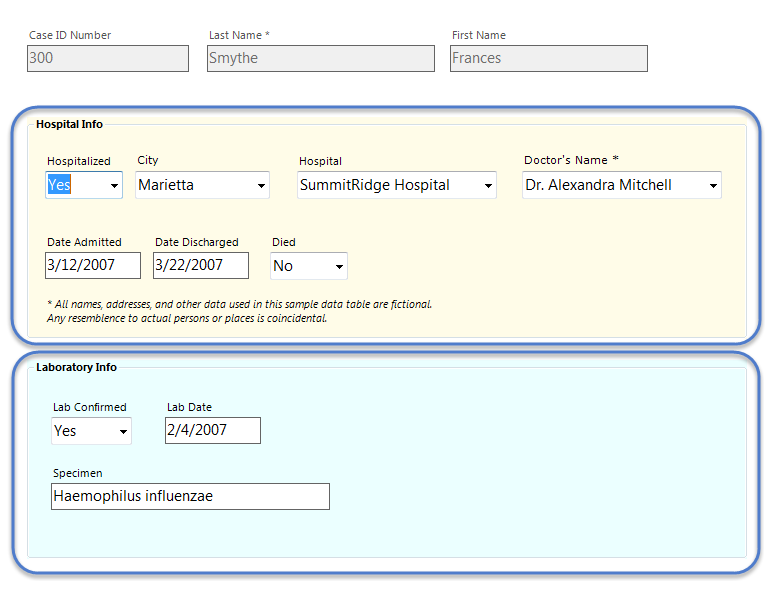 Case ID Number Last Name * First Name
300 Smythe Frances
Hospital Info
Hospitalized City Hospital Doctor's Name *
Yes Marietta SummitRidge Hospital Dr. Alexandra Mitchell
Date Admitted Date Discharged Died
3/12/2007 3/22/2007 No
* All names, addresses, and other data used in this sample data table are fictional.
Any resemblence to actual persons or places is coincidental.
Laboratory Info
Lab Confirmed Lab Date
Yes 2/4/2007
Specimen
Haemophilus influenzae